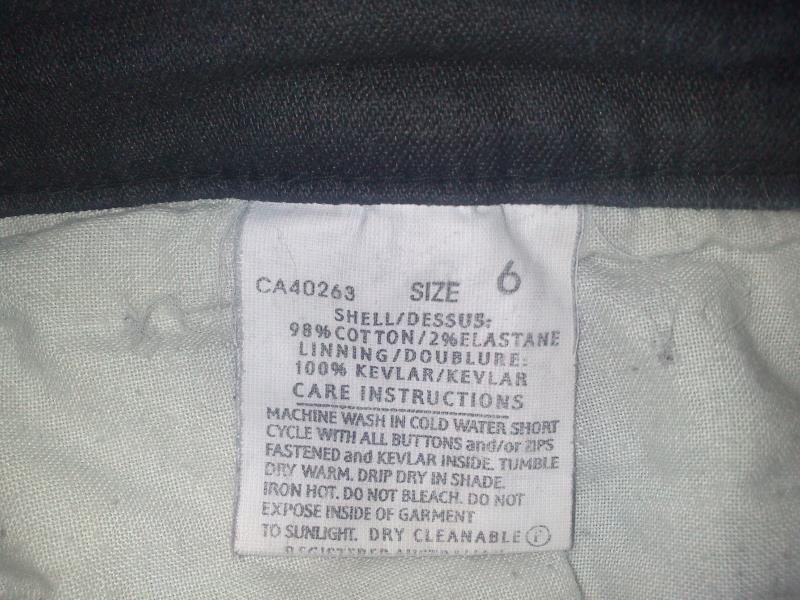 CA40263 SIZE 6
SHELL/DESSUS:
98% COTTON/2% ELASTANE
LINNING/DOUBLURE:
100% KEVLAR/KEVLAR
CARE INSTRUCTIONS
MACHINE WASH IN COLD WATER SHORT
CYCLE WITH ALL BUTTONS and/or ZIPS
FASTENED and KEVLAR INSIDE. TUMBLE
DRY WARM. DRIP DRY IN SHADE.
IRON HOT. DO NOT BLEACH. DO NOT
EXPOSE INSIDE OF GARMENT
TO SUNLIGHT. DRY CLEANABLE
REGISTERED